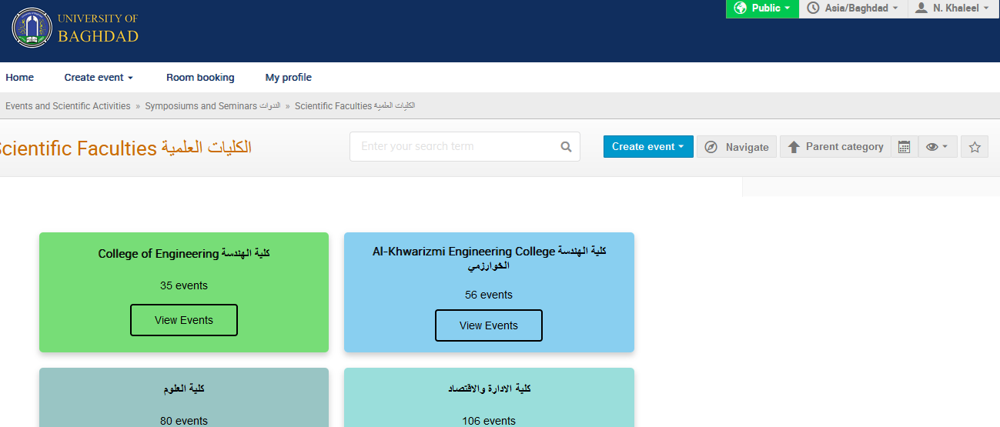 UNIVERSITY OF
BAGHDAD
Public
Asia/Baghdad
N. Khaleel
Home
Create event
Room booking
My profile
Events and Scientific Activities » Symposiums and Seminars الندوات » Scientific Faculties الكليات العلمية
Scientific Faculties الكليات العلمية
Enter your search term
Create event
Navigate
Parent category
College of Engineering كلية الهندسة
35 events
View Events
Al-Khwarizmi Engineering College كلية الهندسة
الخوارزمي
56 events
View Events
كلية العلوم
80 events
كلية الادارة والاقتصاد
106 events